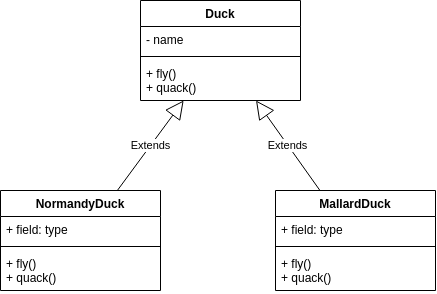 Duck
- name
+ fly()
+ quack()
Extends
Extends
NormandyDuck
+ field: type
+ fly()
+ quack()
MallardDuck
+ field: type
+ fly()
+ quack()